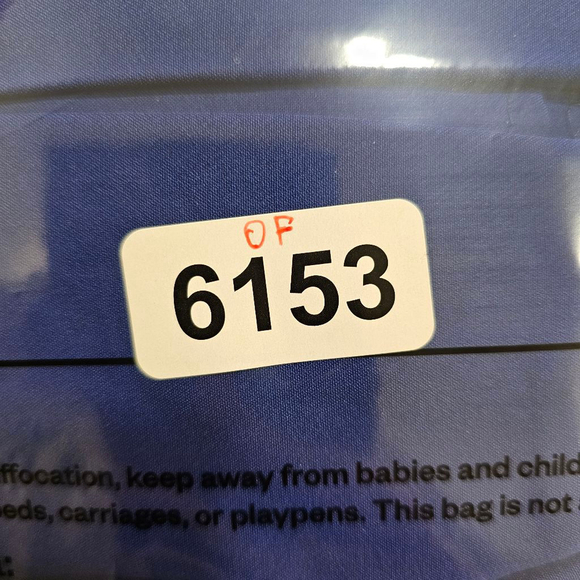 OF
6153
ffocation, keep away from babies and child
eds, carriages, or playpens. This bag is not